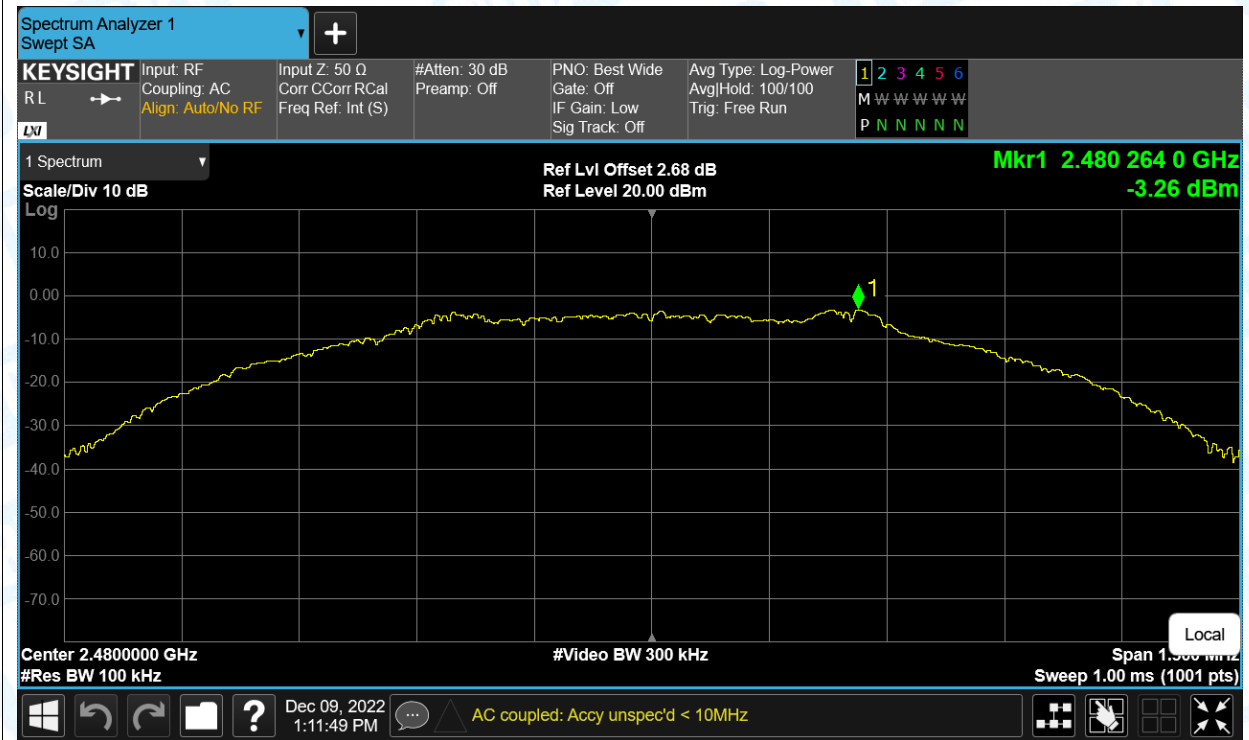 Spectrum Analyzer 1
Swept SA
+
KEYSIGHT
R L
LXI
Input: RF
Coupling: AC
Align: Auto/No RF
Input Z: 50 Ω
Corr CCorr RCal
Freq Ref: Int (S)
#Atten: 30 dB
Preamp: Off
PNO: Best Wide
Gate: Off
IF Gain: Low
Sig Track: Off
Avg Type: Log-Power
Avg|Hold: 100/100
Trig: Free Run
1 2 3 4 5 6
M W W W W W
P N N N N N
1 Spectrum
Scale/Div 10 dB
Log
Ref Lvl Offset 2.68 dB
Ref Level 20.00 dBm
Mkr1 2.480 264 0 GHz
-3.26 dBm
10.0
0.00
-10.0
-20.0
-30.0
-40.0
-50.0
-60.0
-70.0
1
Local
Center 2.4800000 GHz
#Video BW 300 kHz
Span
#Res BW 100 kHz
Sweep 1.00 ms (1001 pts)
?
Dec 09, 2022
1:11:49 PM
AC coupled: Accy unspec'd < 10MHz